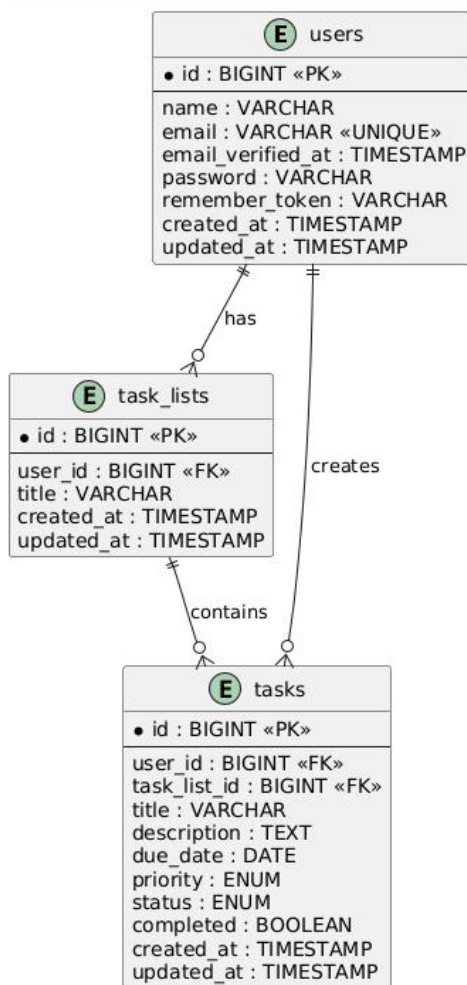 E users
* id : BIGINT «PK»
name : VARCHAR
email : VARCHAR «UNIQUE»
email_verified_at : TIMESTAMP
password : VARCHAR
remember_token : VARCHAR
created_at : TIMESTAMP
updated_at : TIMESTAMP
has
E task_lists
* id : BIGINT «PK»
user_id : BIGINT «FK»
title : VARCHAR
created_at : TIMESTAMP
updated_at : TIMESTAMP
creates
contains
E tasks
* id : BIGINT «PK»
user_id : BIGINT «FK»
task_list_id : BIGINT «FK»
title : VARCHAR
description : TEXT
due_date : DATE
priority : ENUM
status : ENUM
completed : BOOLEAN
created_at : TIMESTAMP
updated_at : TIMESTAMP